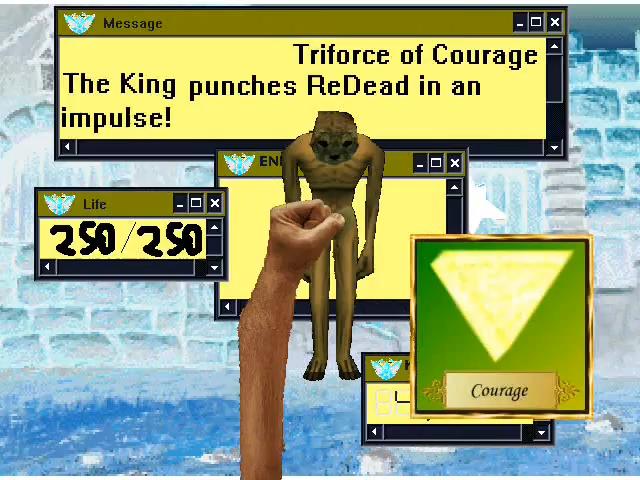 Message
Triforce of Courage
The King punches ReDead in an
impulse!
EN
Life
250/250
Courage